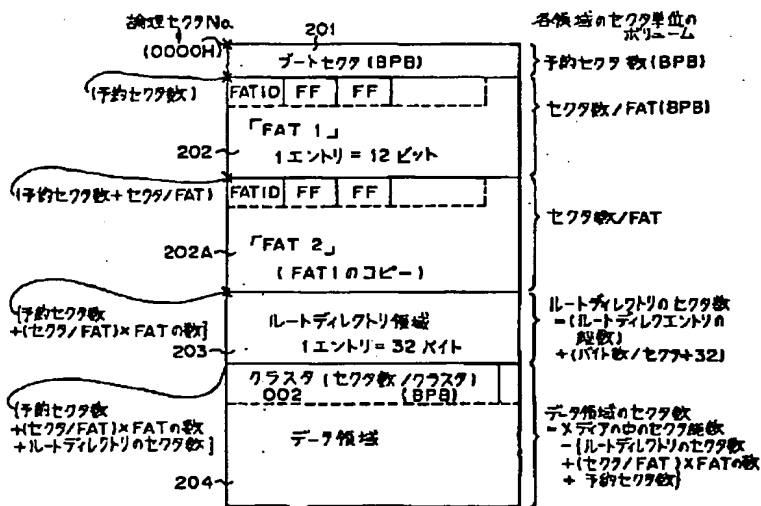 論理セクタNo.
(0000H)
201
各領域のセクタ単位の
ボリューム
ブートセクタ (BPB)
予約セクタ数(BPB)
(予約セクタ数)
FATID FF FF
セクタ数/FAT(BPB)
「FAT 1」
202
1エントリ=12ビット
(予約セクタ数+セクタ/FAT)
FATID FF FF
セクタ数/FAT
「FAT 2」
202A
(FAT1のコピー)
{予約セクタ数
+(セクタ/FAT)×FATの数}
ルートディレクトリ領域
203
1エントリ=32バイト
ルートディレクトリのセクタ数
=(ルートディレクエントリの
総数)
+(バイト数/セクタ+32)
クラスタ (セクタ数/クラスタ)
002 (BPB)
{予約セクタ数
+(セクタ/FAT)×FATの数
+ルートディレクトリのセクタ数}
データ領域
204
データ領域のセクタ数
=メディアの中のセクタ総数
-{ルートディレクトリのセクタ数
+(セクタ/FAT)×FATの数
+予約セクタ数}